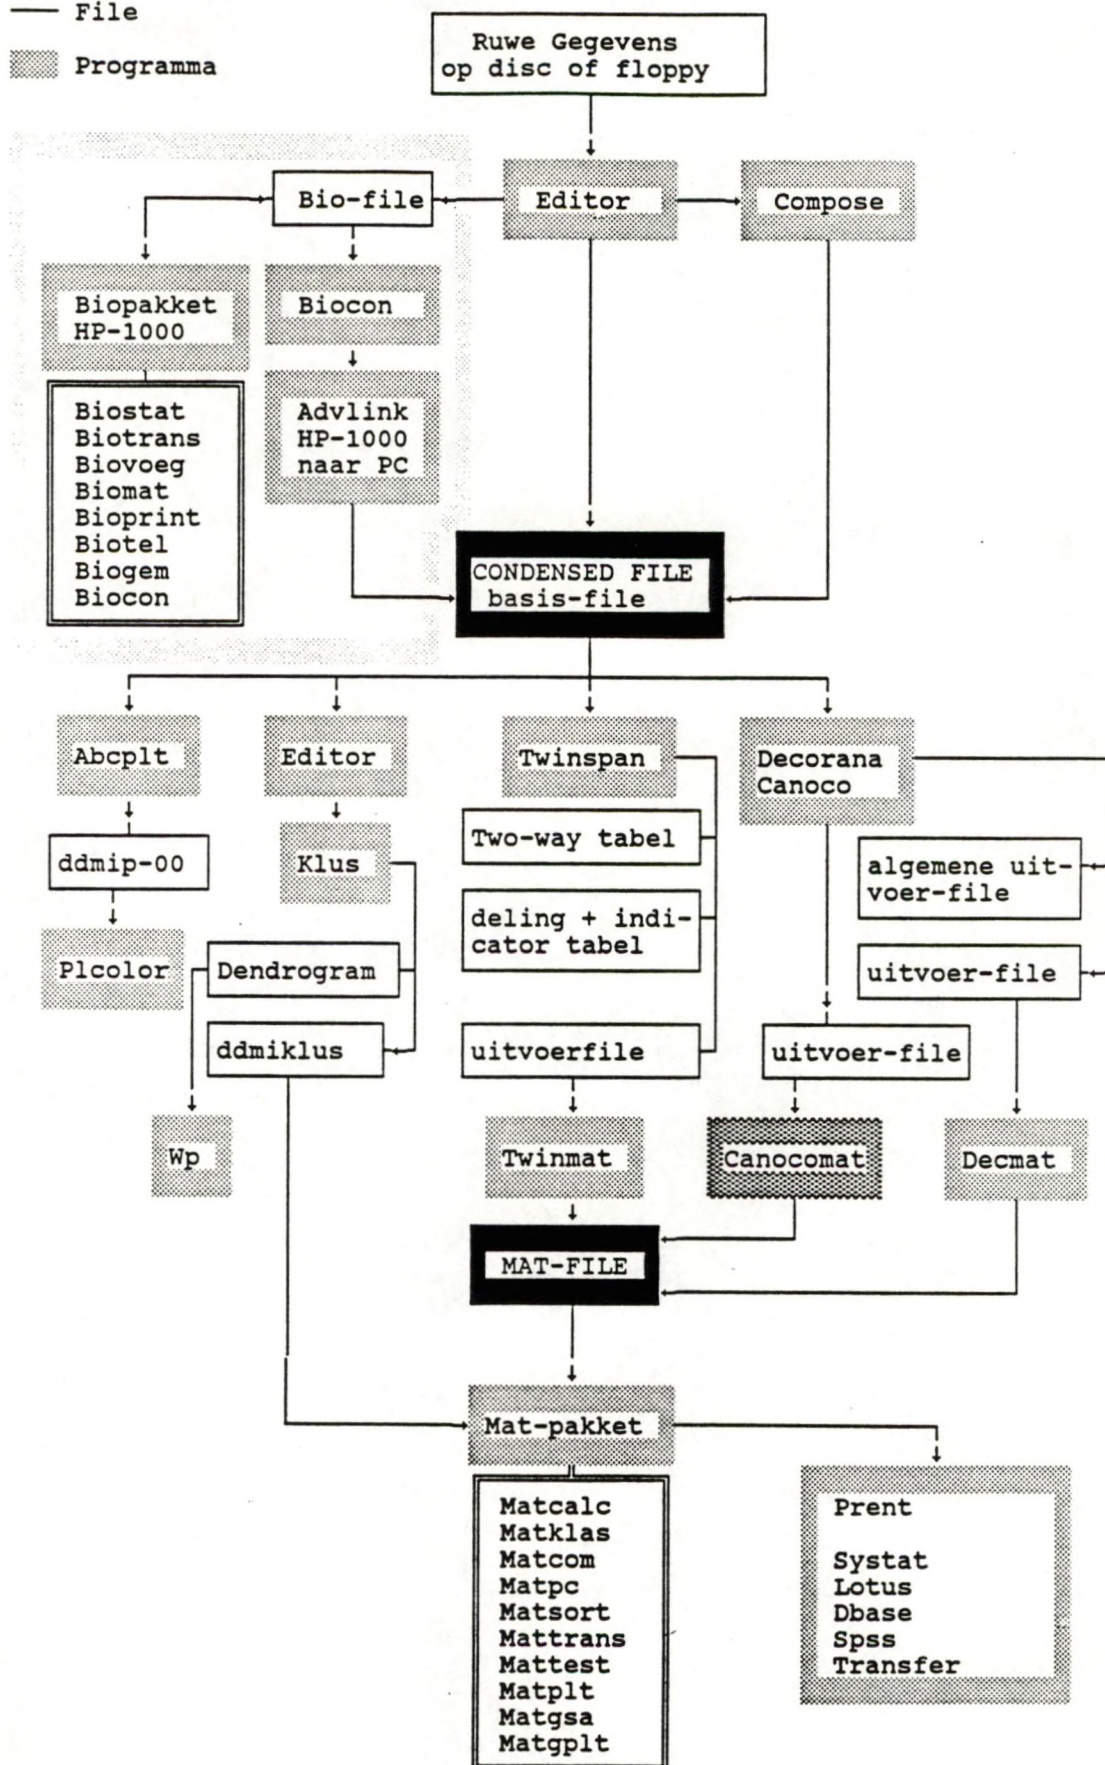 File
Programma
Ruwe Gegevens
op disc of floppy
Bio-file
Editor
Compose
Biopakket
HP-1000
Biocon
Biostat
Biotrans
Biovoeg
Biomat
Bioprint
Biotel
Biogem
Biocon
Advlink
HP-1000
naar PC
CONDENSED FILE
basis-file
Abcplt
Editor
Twinspan
Decorana
Canoco
ddmip-00
Klus
Two-way tabel
algemene uit-
voer-file
deling + indi-
cator tabel
Plcolor
Dendrogram
uitvoer-file
ddmiklus
uitvoerfile
uitvoer-file
Wp
Twinmat
Canocomat
Decmat
MAT-FILE
Mat-pakket
Matcalc
Matklas
Matcom
Matpc
Matsort
Mattrans
Mattest
Matplt
Matgsa
Matgplt
Prent
Systat
Lotus
Dbase
Spss
Transfer